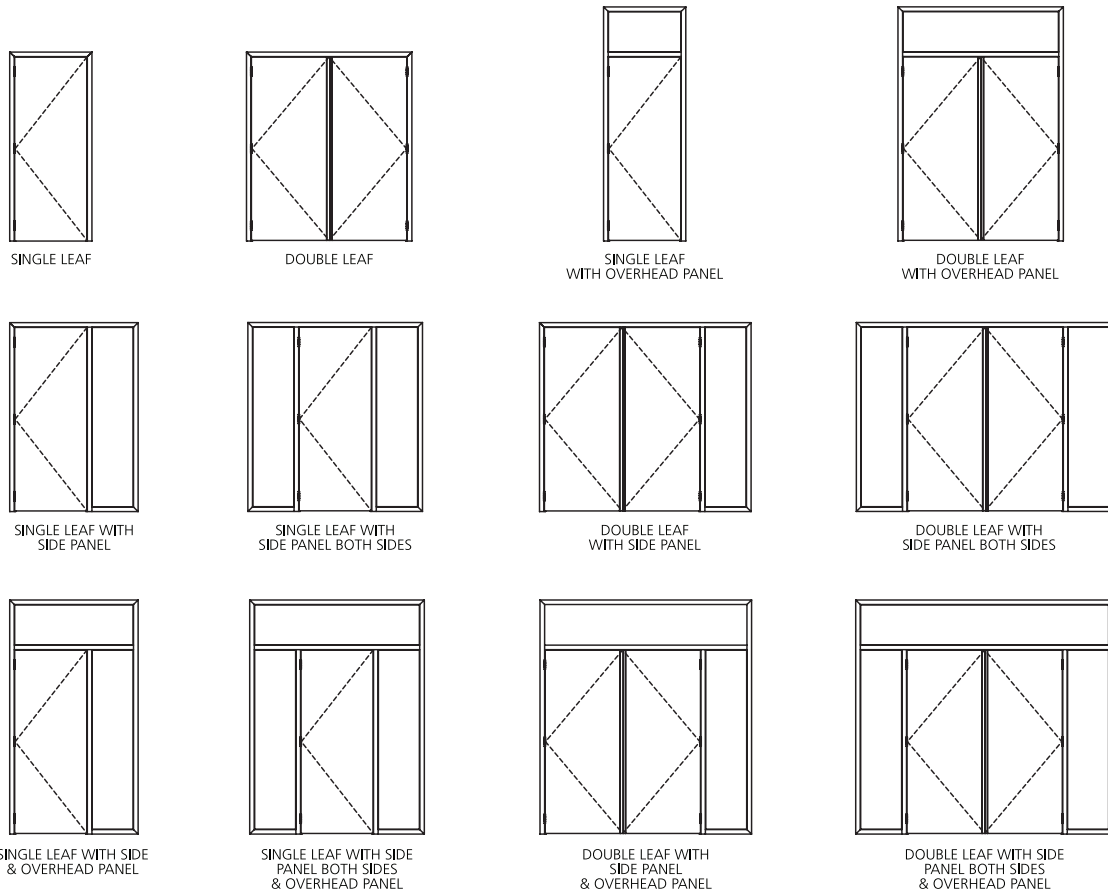 SINGLE LEAF
DOUBLE LEAF
SINGLE LEAF
WITH OVERHEAD PANEL
DOUBLE LEAF
WITH OVERHEAD PANEL
SINGLE LEAF WITH
SIDE PANEL
SINGLE LEAF WITH
SIDE PANEL BOTH SIDES
DOUBLE LEAF
WITH SIDE PANEL
DOUBLE LEAF WITH
SIDE PANEL BOTH SIDES
SINGLE LEAF WITH SIDE
& OVERHEAD PANEL
SINGLE LEAF WITH SIDE
PANEL BOTH SIDES
& OVERHEAD PANEL
DOUBLE LEAF WITH
SIDE PANEL
& OVERHEAD PANEL
DOUBLE LEAF WITH SIDE
PANEL BOTH SIDES
& OVERHEAD PANEL